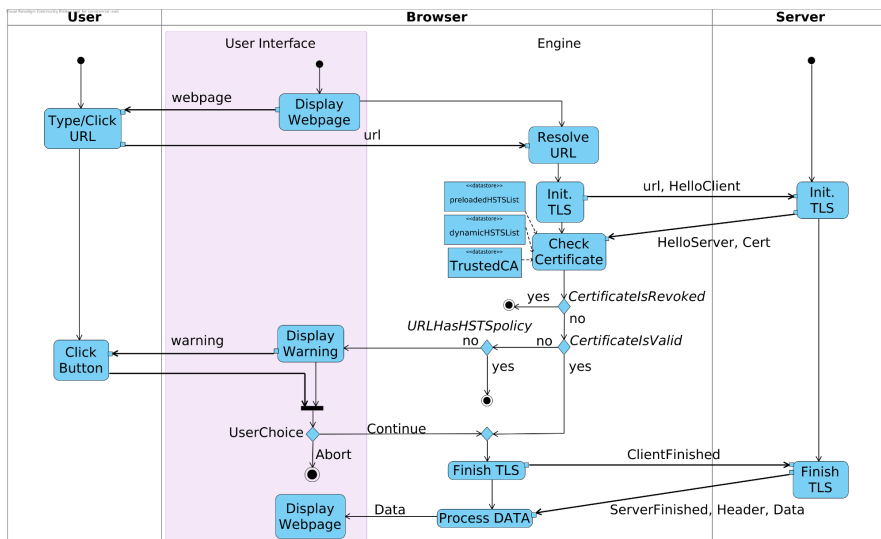 User
Browser
Server
User Interface
Engine
webpage
Display
Webpage
Type/Click
URL
url
Resolve
URL
<<datastore>>
preloadedHSTSList
Init.
TLS
url, HelloClient
Init.
TLS
<<datastore>>
dynamicHSTSList
Check
Certificate
HelloServer, Cert
<<datastore>>
TrustedCA
yes
CertificateIsRevoked
no
URLHasHSTSpolicy
Display
Warning
warning
no
no
CertificateIsValid
Click
Button
yes
yes
UserChoice
Continue
Abort
ClientFinished
Finish TLS
Finish
TLS
Display
Webpage
Data
Process DATA
ServerFinished, Header, Data